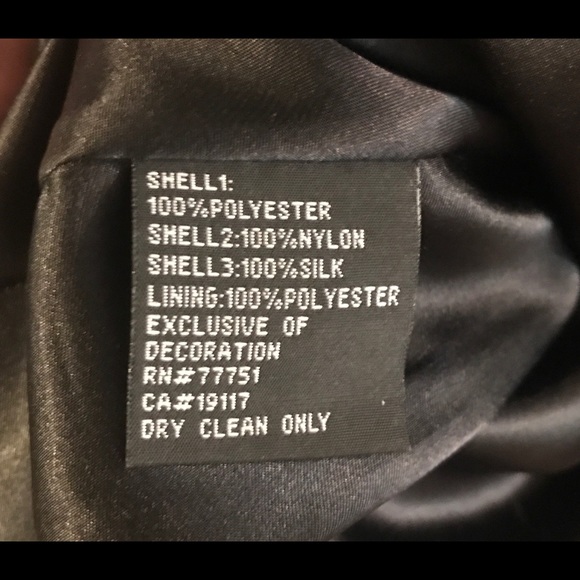 SHELL1:
100%POLYESTER
SHELL2:100%NYLON
SHELL3:100%SILK
LINING:100%POLYESTER
EXCLUSIVE OF
DECORATION
RN#77751
CA#19117
DRY CLEAN ONLY